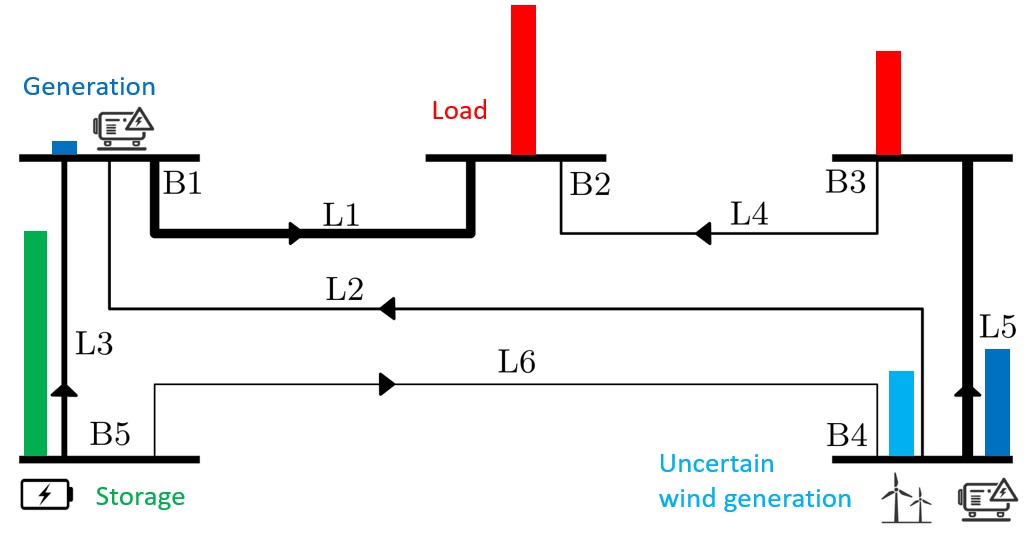 Generation
Load
B1
B2
B3
L1
L4
L2
L3
L5
L6
B5
B4
Storage
Uncertain
wind generation